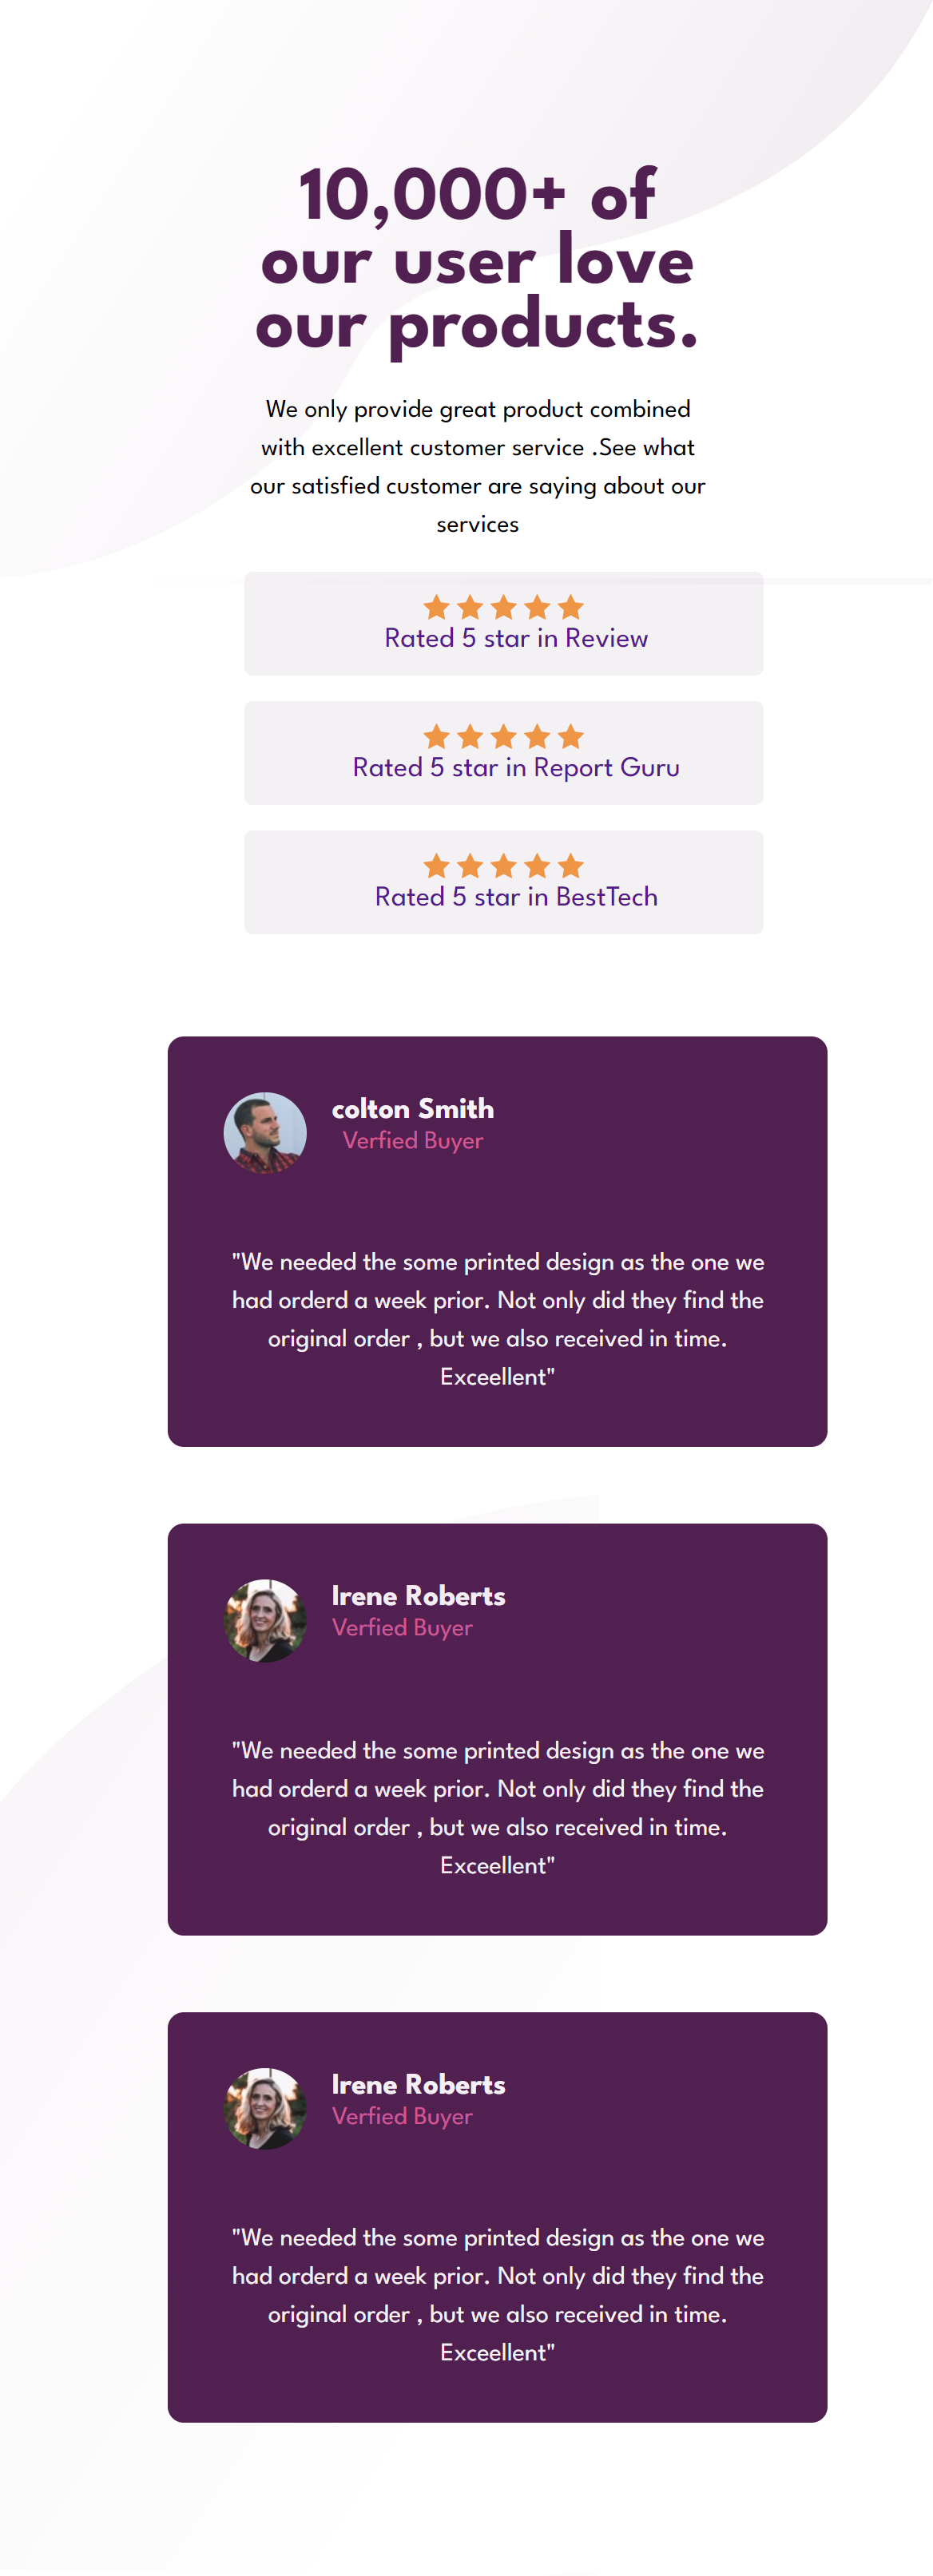 10,000+ of
our user love
our products.
We only provide great product combined
with excellent customer service .See what
our satisfied customer are saying about our
services
Rated 5 star in Review
Rated 5 star in Report Guru
Rated 5 star in BestTech
colton Smith
Verfied Buyer
"We needed the some printed design as the one we
had orderd a week prior. Not only did they find the
original order , but we also received in time.
Exceellent"
Irene Roberts
Verfied Buyer
"We needed the some printed design as the one we
had orderd a week prior. Not only did they find the
original order , but we also received in time.
Exceellent"
Irene Roberts
Verfied Buyer
"We needed the some printed design as the one we
had orderd a week prior. Not only did they find the
original order , but we also received in time.
Exceellent"